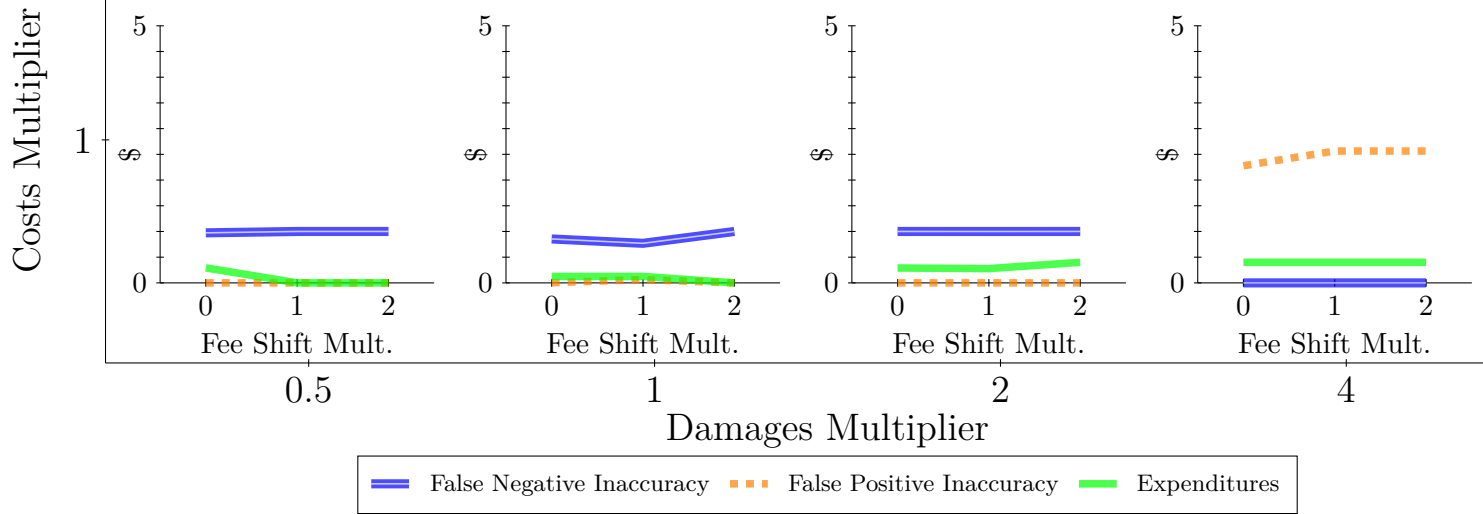 Costs Multiplier
1
5
$
0
0 1 2
Fee Shift Mult.
5
$
0
0 1 2
Fee Shift Mult.
5
$
0
0 1 2
Fee Shift Mult.
5
$
0
0 1 2
Fee Shift Mult.
0.5 1 2 4
Damages Multiplier
False Negative Inaccuracy False Positive Inaccuracy Expenditures